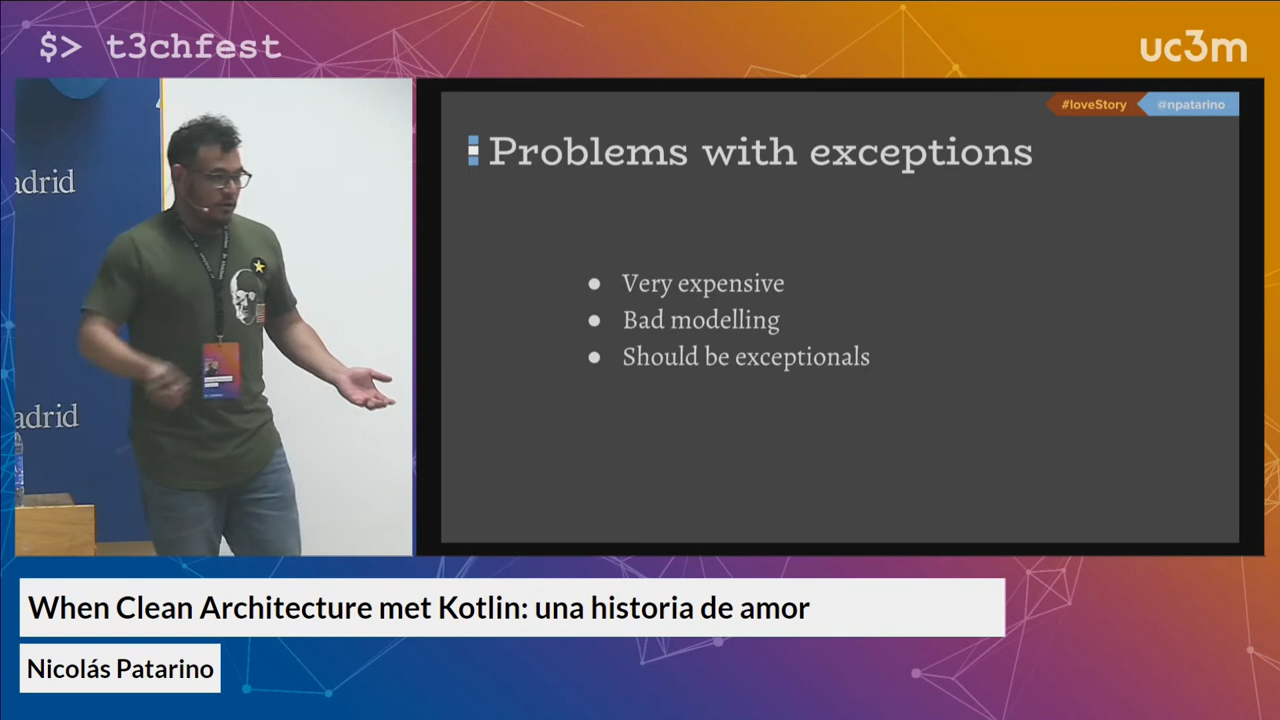 $> t3chfest
uc3m
adrid
adrid
#loveStory
@npatarino
Problems with exceptions
● Very expensive
● Bad modelling
● Should be exceptionals
When Clean Architecture met Kotlin: una historia de amor
Nicolás Patarino